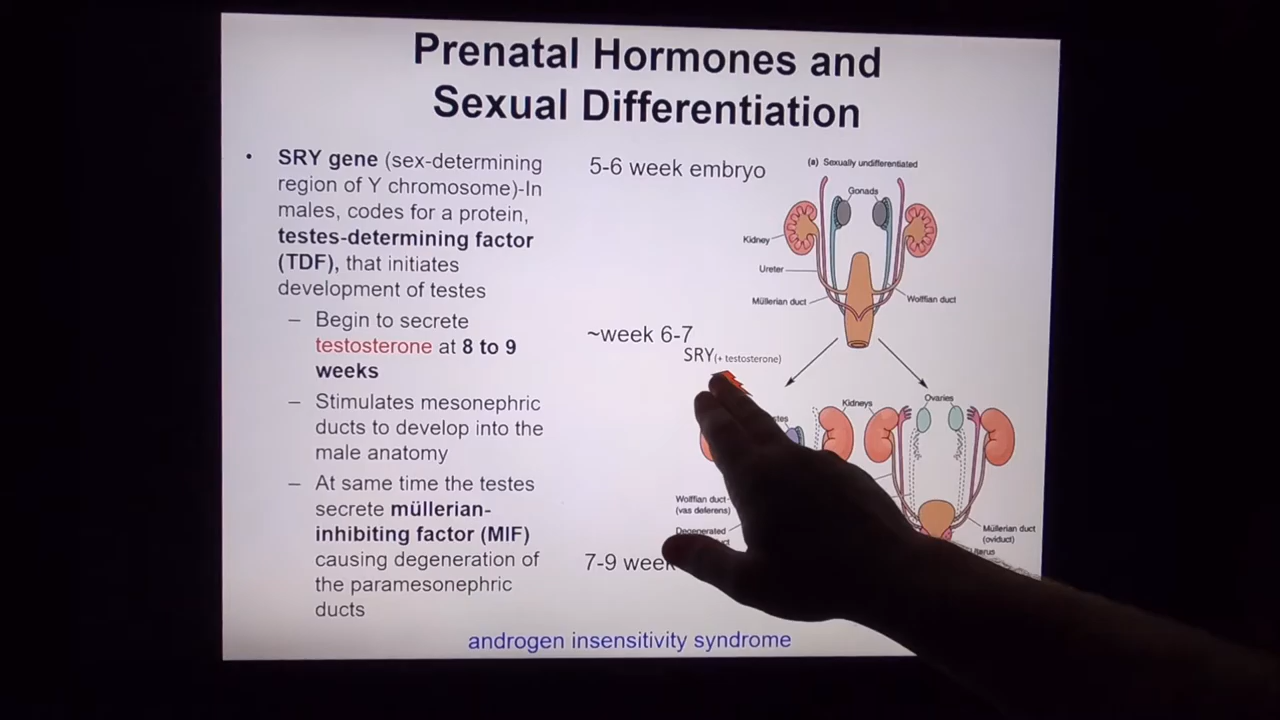 Prenatal Hormones and
Sexual Differentiation
• SRY gene (sex-determining
region of Y chromosome)-In
males, codes for a protein,
testes-determining factor
(TDF), that initiates
development of testes
– Begin to secrete
testosterone at 8 to 9
weeks
– Stimulates mesonephric
ducts to develop into the
male anatomy
– At same time the testes
secrete müllerian-
inhibiting factor (MIF)
causing degeneration of
the paramesonephric
ducts
5-6 week embryo
(a) Sexually undifferentiated
Gonads
Kidney
Ureter
Müllerian duct
Wolffian duct
~week 6-7
SRY(+ testosterone)
Kidneys
Ovaries
Wolffian duct
(vas deferens)
Degenerated
Müllerian duct
(oviduct)
Uterus
7-9 week
androgen insensitivity syndrome